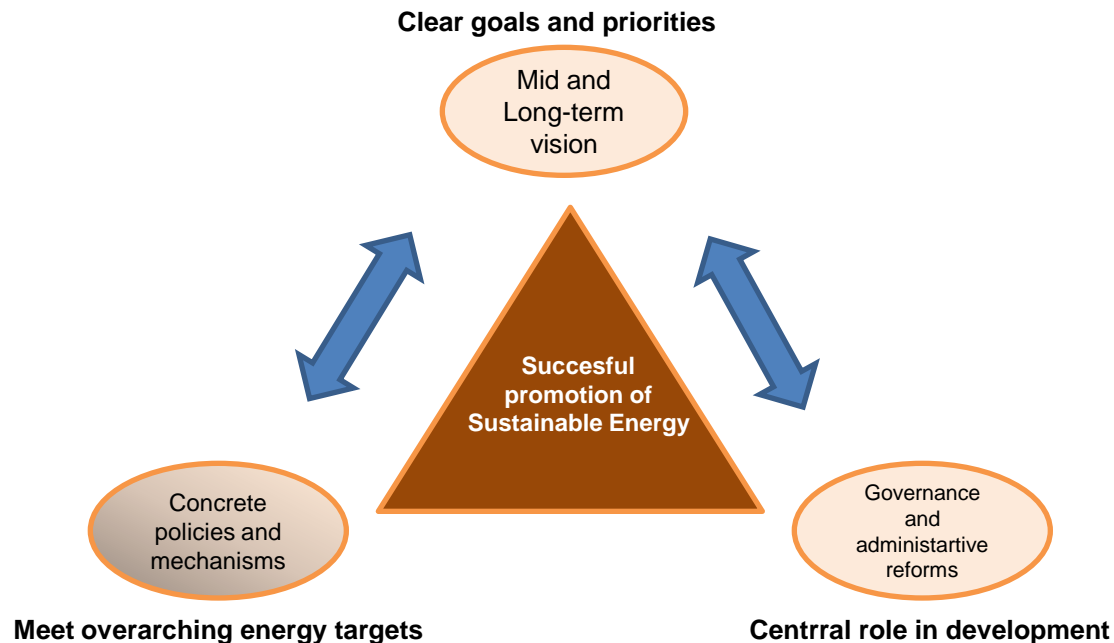 Clear goals and priorities
Mid and
Long-term
vision
Succesful
promotion of
Sustainable Energy
Concrete
policies and
mechanisms
Governance
and
administartive
reforms
Meet overarching energy targets
Centrral role in development